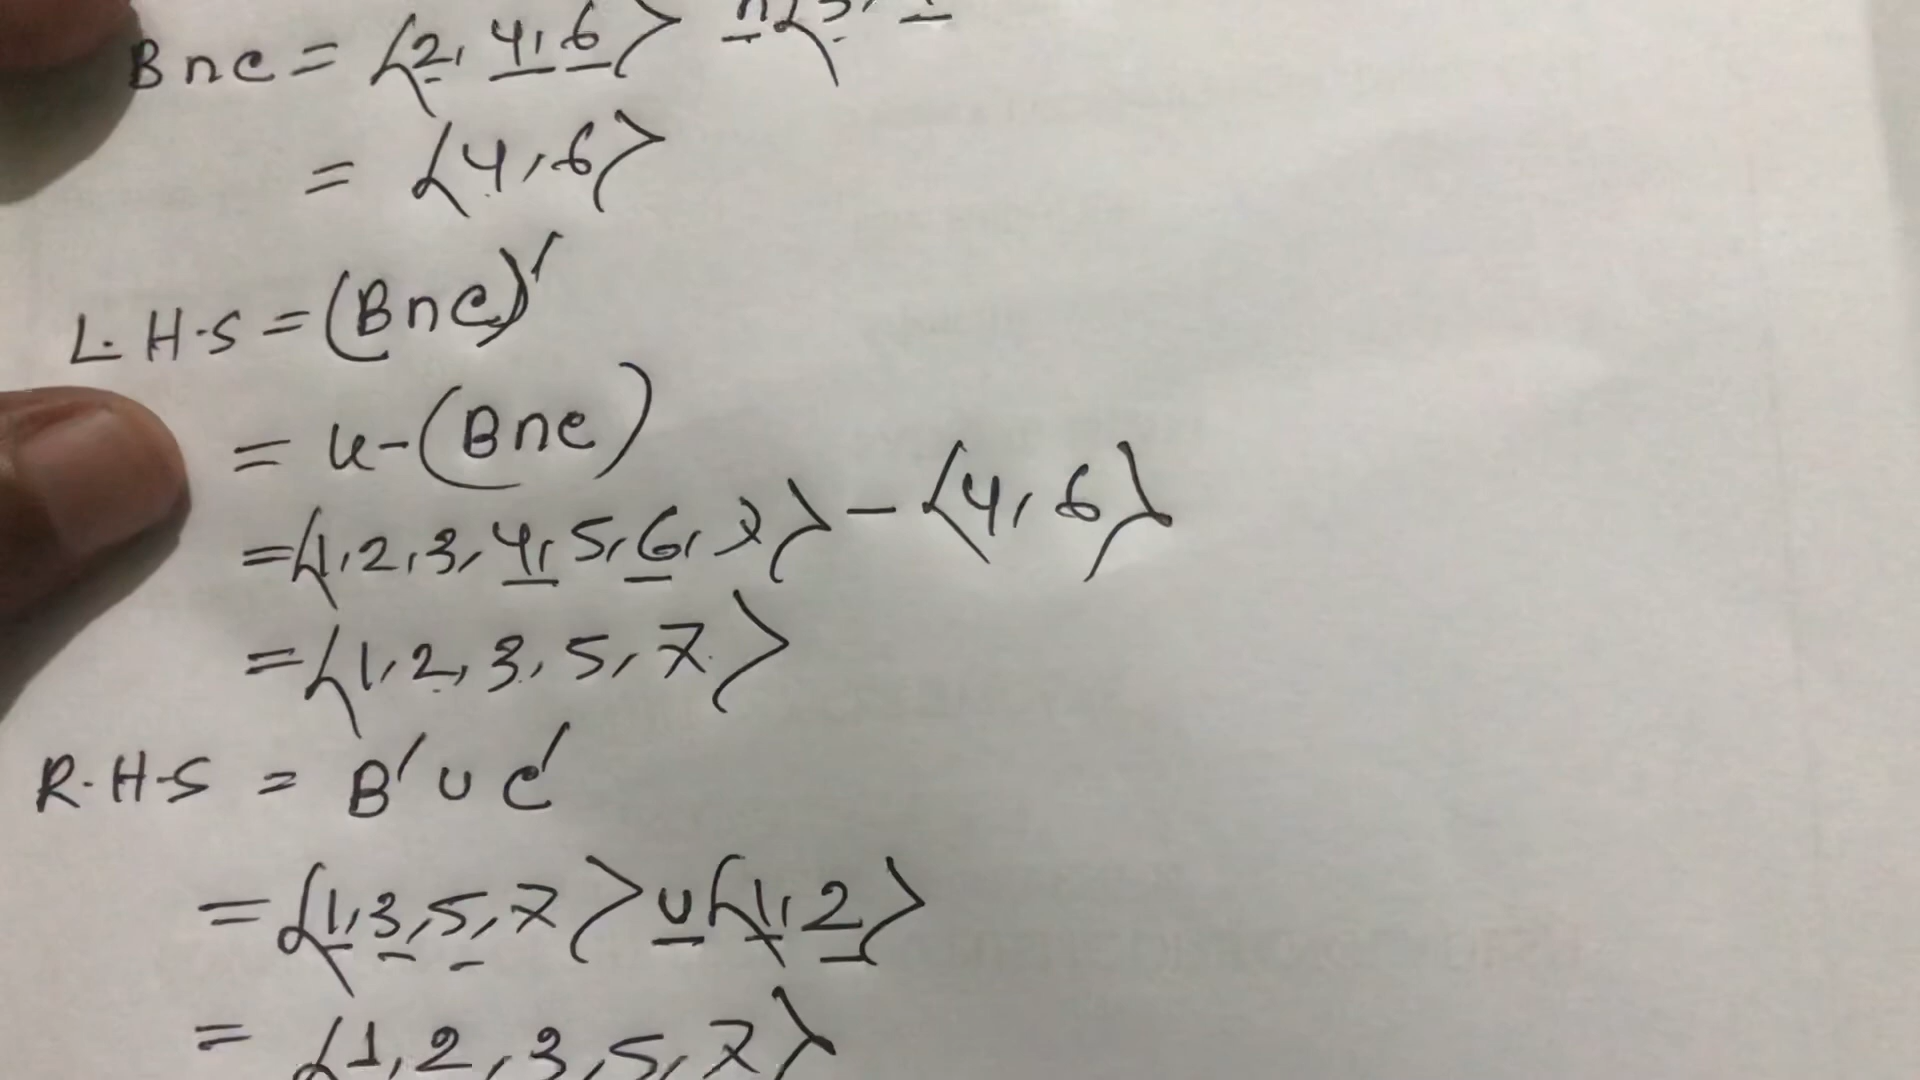 B∩C = {2, 4, 6} ∩ {3,
= {4, 6}
L.H.S = (B∩C)′
= U-(B∩C)
= {1, 2, 3, 4, 5, 6, 7} - {4, 6}
= {1, 2, 3, 5, 7}
R.H.S = B′ ∪ C′
= {1, 3, 5, 7} ∪ {1, 2}
= {1, 2, 3, 5, 7}